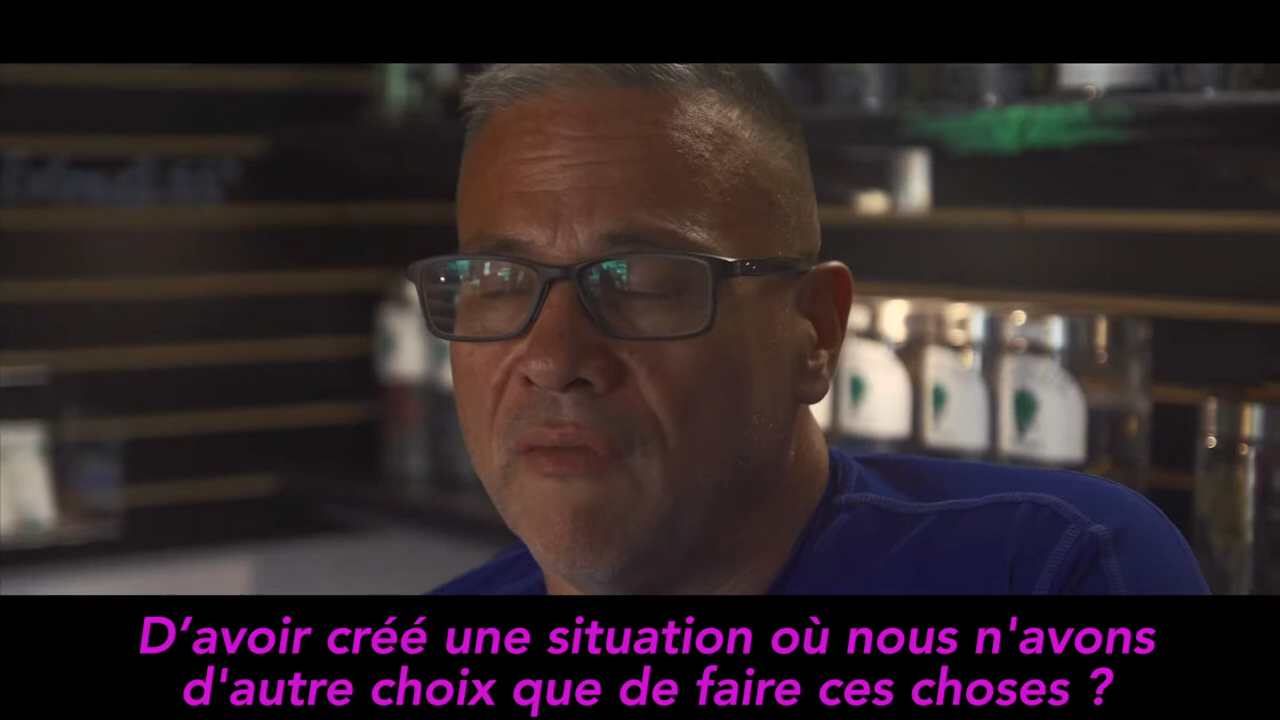 D’avoir créé une situation où nous n'avons
d'autre choix que de faire ces choses ?